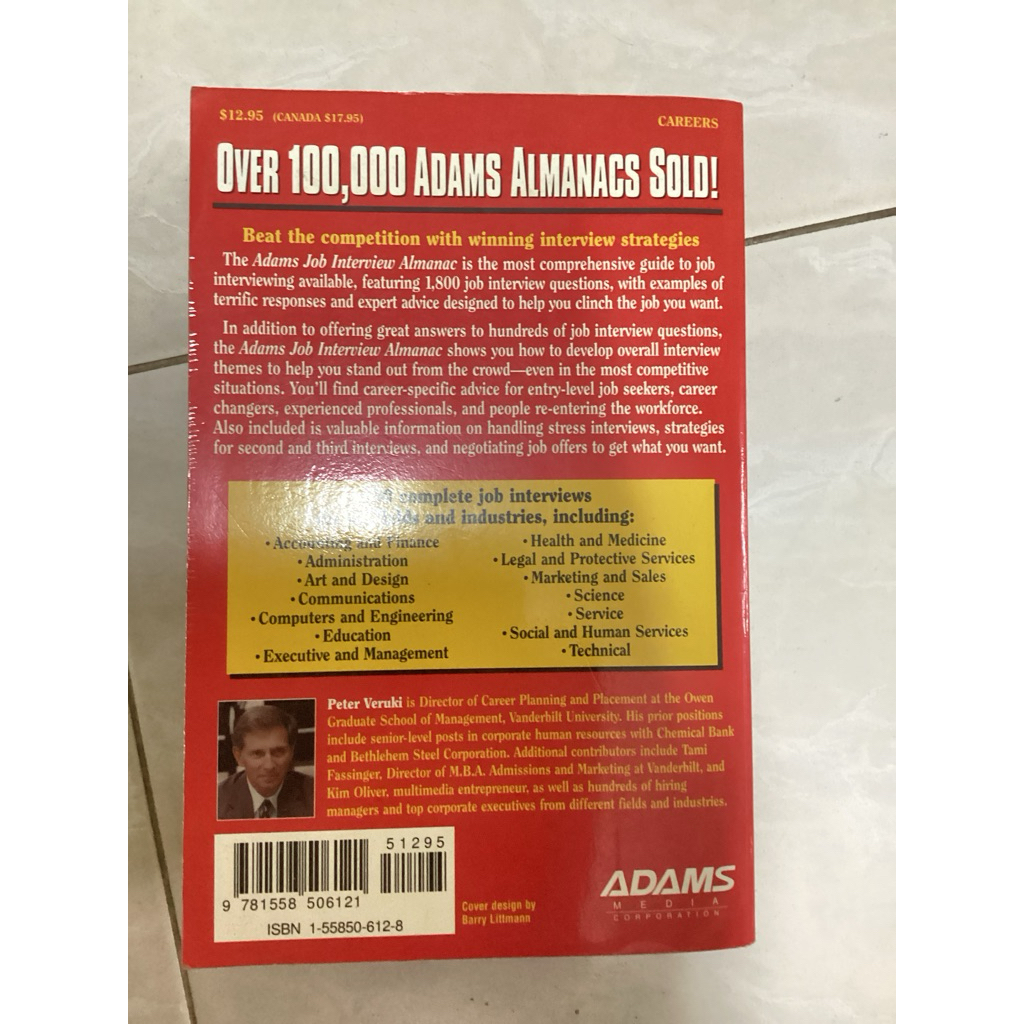 $12.95 (CANADA $17.95)
CAREERS
OVER 100,000 ADAMS ALMANACS SOLD!
Beat the competition with winning interview strategies
The Adams Job Interview Almanac is the most comprehensive guide to job
interviewing available, featuring 1,800 job interview questions, with examples of
terrific responses and expert advice designed to help you clinch the job you want.
In addition to offering great answers to hundreds of job interview questions,
the Adams Job Interview Almanac shows you how to develop overall interview
themes to help you stand out from the crowd—even in the most competitive
situations. You'll find career-specific advice for entry-level job seekers, career
changers, experienced professionals, and people re-entering the workforce.
Also included is valuable information on handling stress interviews, strategies
for second and third interviews, and negotiating job offers to get what you want.
complete job interviews
and industries, including:
• Accounting and Finance
• Administration
• Art and Design
• Communications
• Computers and Engineering
• Education
• Executive and Management
• Health and Medicine
• Legal and Protective Services
• Marketing and Sales
• Science
• Service
• Social and Human Services
• Technical
Peter Veruki is Director of Career Planning and Placement at the Owen
Graduate School of Management, Vanderbilt University. His prior positions
include senior-level posts in corporate human resources with Chemical Bank
and Bethlehem Steel Corporation. Additional contributors include Tami
Fassinger, Director of M.B.A. Admissions and Marketing at Vanderbilt, and
Kim Oliver, multimedia entrepreneur, as well as hundreds of hiring
managers and top corporate executives from different fields and industries.
51295
9 781558 506121
ISBN 1-55850-612-8
Cover design by
Barry Littmann
ADAMS
MEDIA
CORPORATION